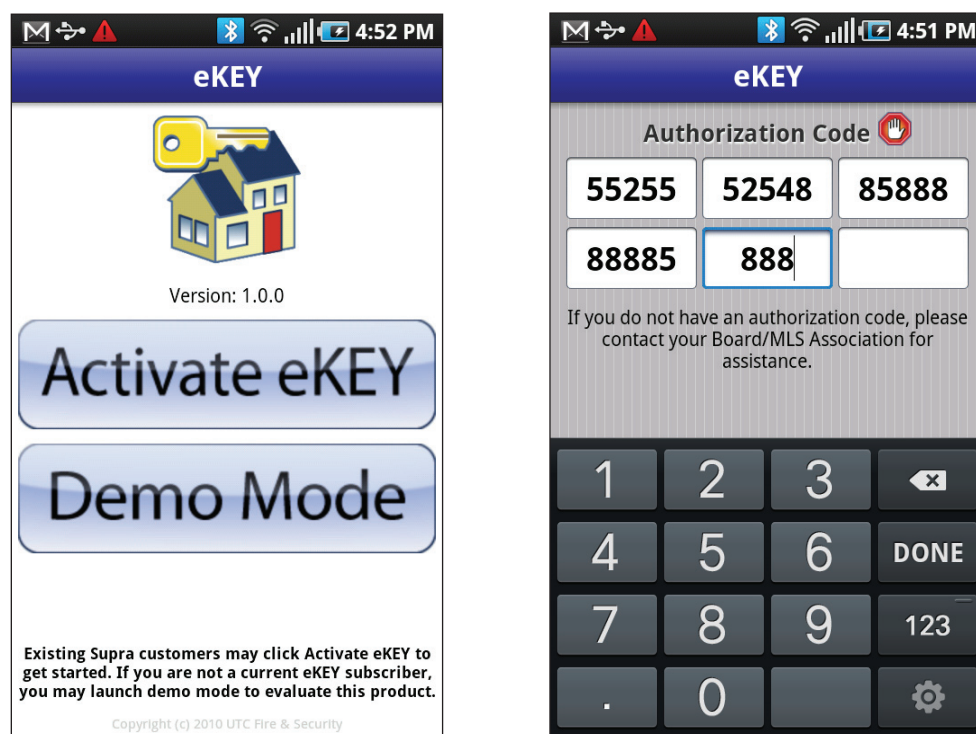 4:52 PM
eKEY
Version: 1.0.0
Activate eKEY
Demo Mode
Existing Supra customers may click Activate eKEY to
get started. If you are not a current eKEY subscriber,
you may launch demo mode to evaluate this product.
Copyright (c) 2010 UTC Fire & Security
4:51 PM
eKEY
Authorization Code
55255 52548 85888
88885 888
If you do not have an authorization code, please
contact your Board/MLS Association for
assistance.
1 2 3
4 5 6 DONE
7 8 9 123
. 0